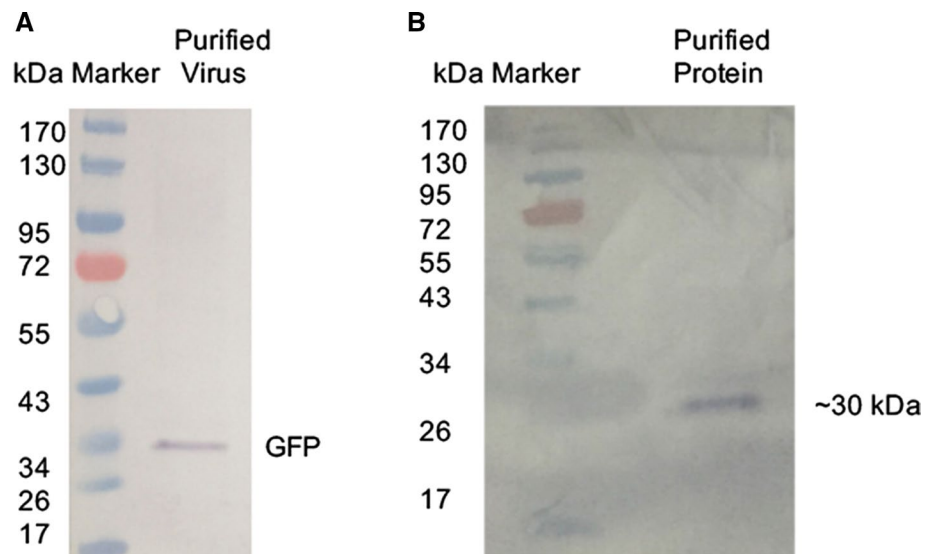 A
Purified
kDa Marker Virus
170
130
95
72
55
43
34
26
17
GFP
B
Purified
kDa Marker Protein
170
130
95
72
55
43
34
26
17
~30 kDa